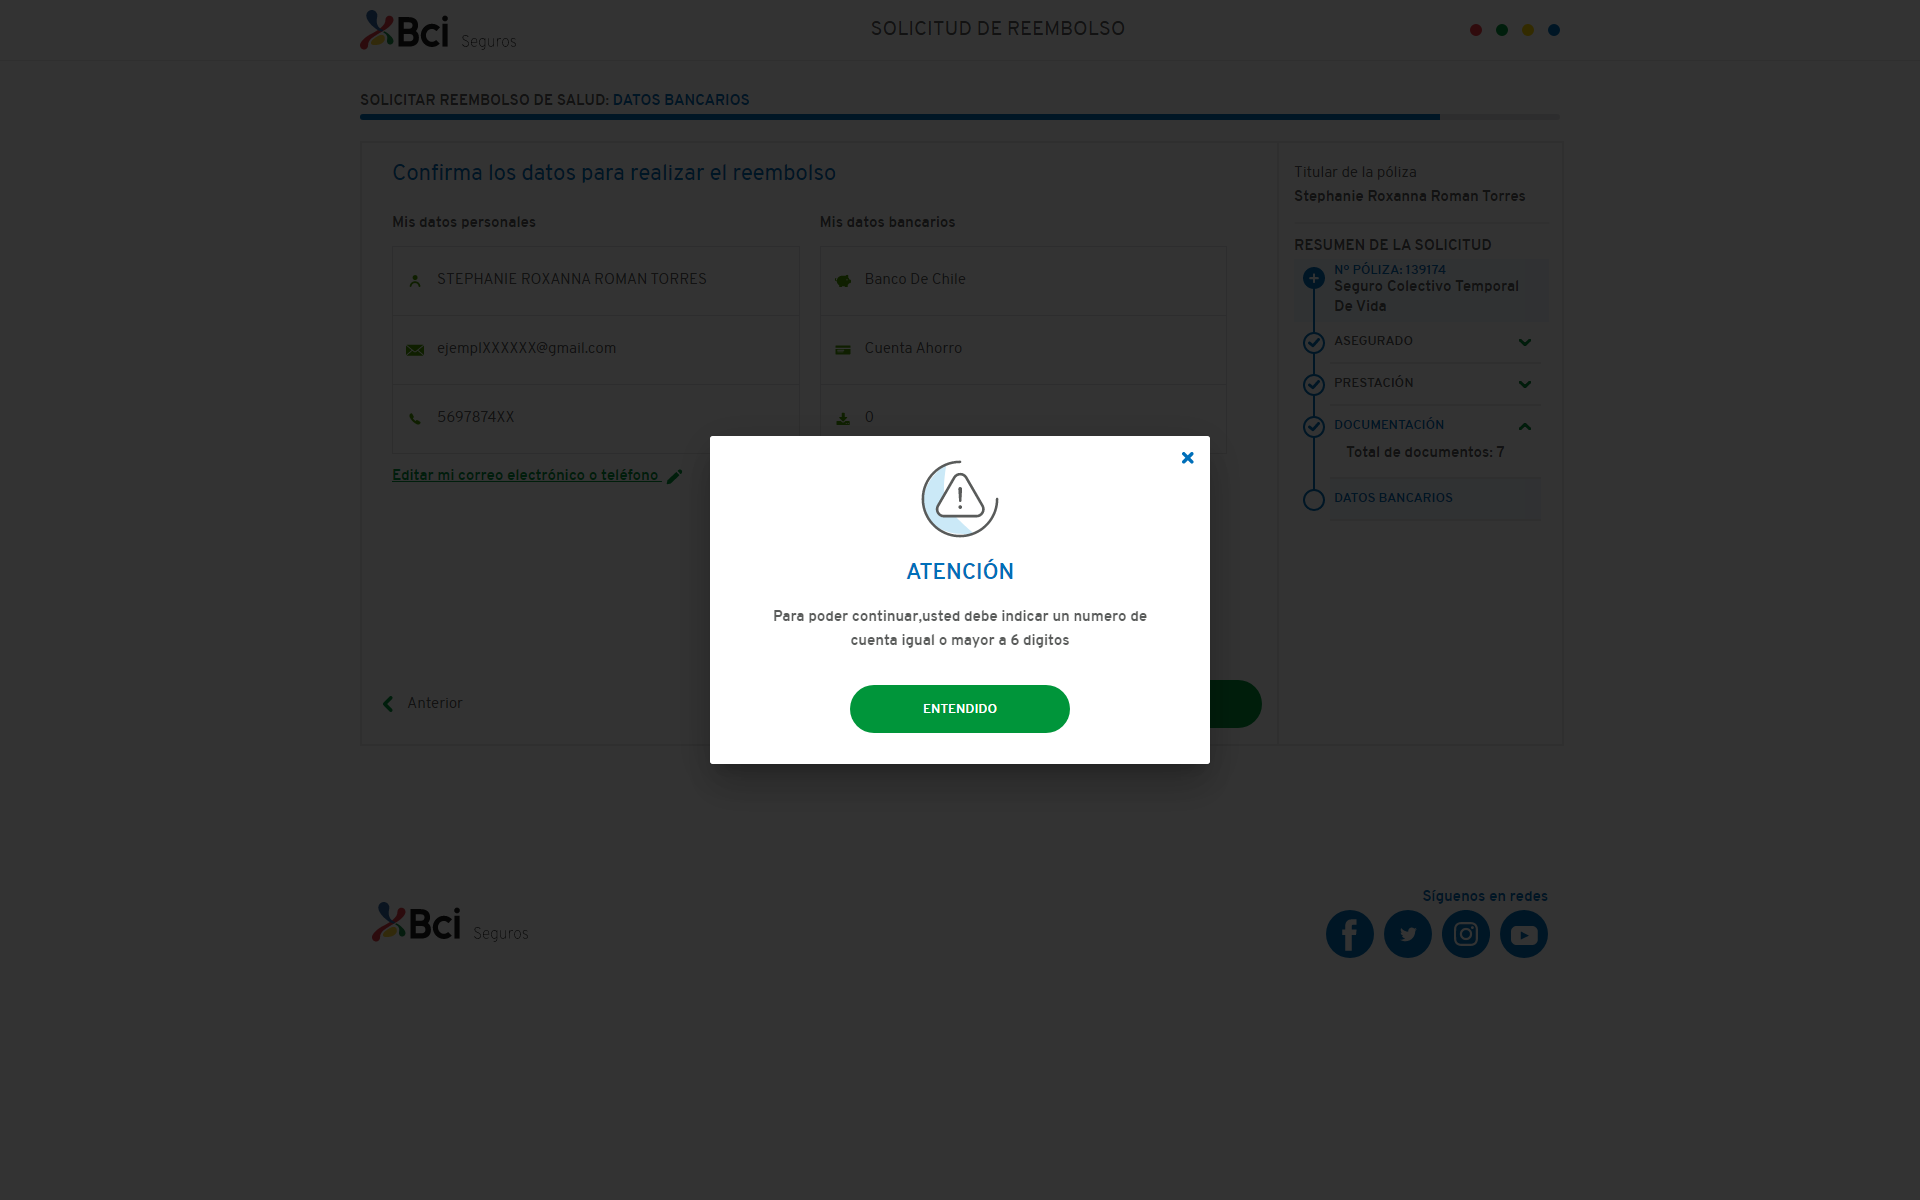 Bci Seguros
SOLICITUD DE REEMBOLSO
SOLICITAR REEMBOLSO DE SALUD: DATOS BANCARIOS
Confirma los datos para realizar el reembolso
Mis datos personales
STEPHANIE ROXANNA ROMAN TORRES
ejemplXXXXXX@gmail.com
5697874XX
Editar mi correo electrónico o teléfono
Mis datos bancarios
Banco De Chile
Cuenta Ahorro
0
Anterior
Titular de la póliza
Stephanie Roxanna Roman Torres
RESUMEN DE LA SOLICITUD
N° PÓLIZA: 139174
Seguro Colectivo Temporal
De Vida
ASEGURADO
PRESTACIÓN
DOCUMENTACIÓN
Total de documentos: 7
DATOS BANCARIOS
ATENCIÓN
Para poder continuar,usted debe indicar un numero de
cuenta igual o mayor a 6 digitos
ENTENDIDO
Bci Seguros
Síguenos en redes